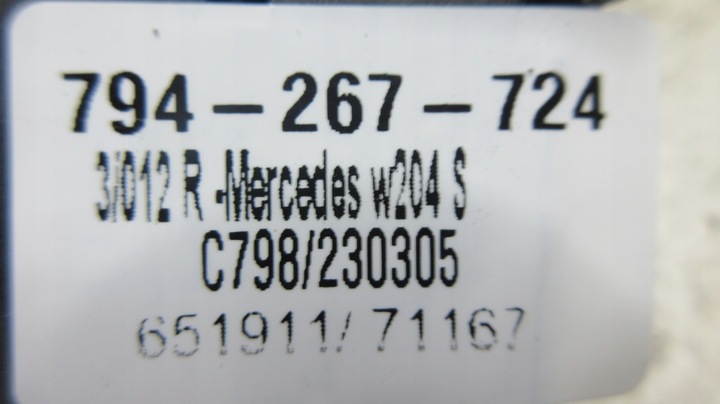 794-267-724
3/012 R -Mercedes w204 S
C798/230305
651911/71167